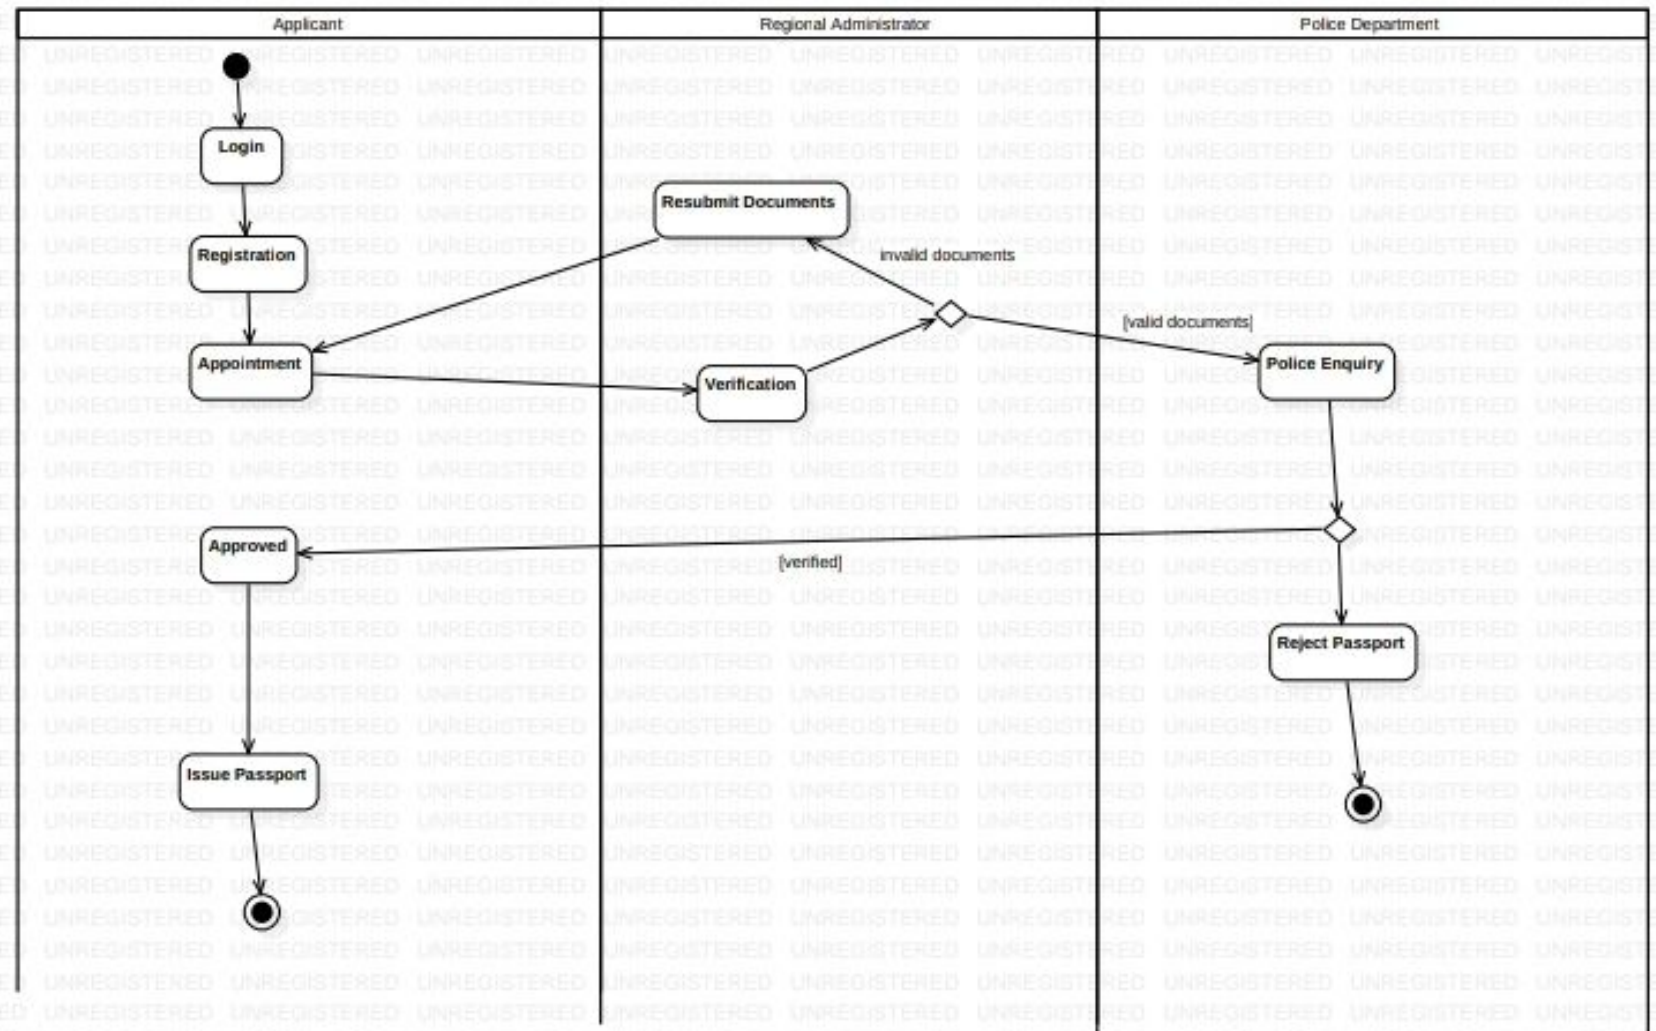 Applicant
Regional Administrator
Police Department
Login
Resubmit Documents
Registration
invalid documents
[valid documents]
Appointment
Verification
Police Enquiry
Approved
[verified]
Reject Passport
Issue Passport
UNREGISTERED